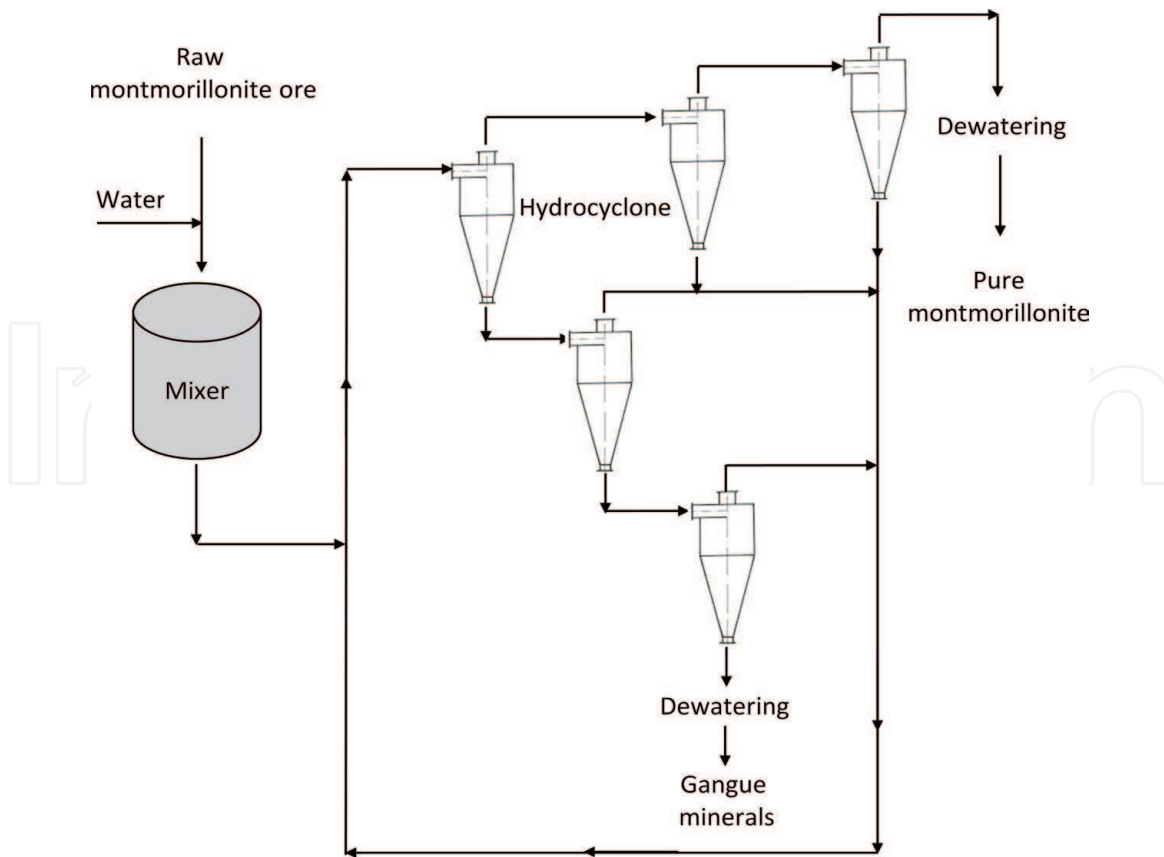 Raw
montmorillonite ore
Water
Mixer
Hydrocyclone
Dewatering
Pure
montmorillonite
Dewatering
Gangue
minerals